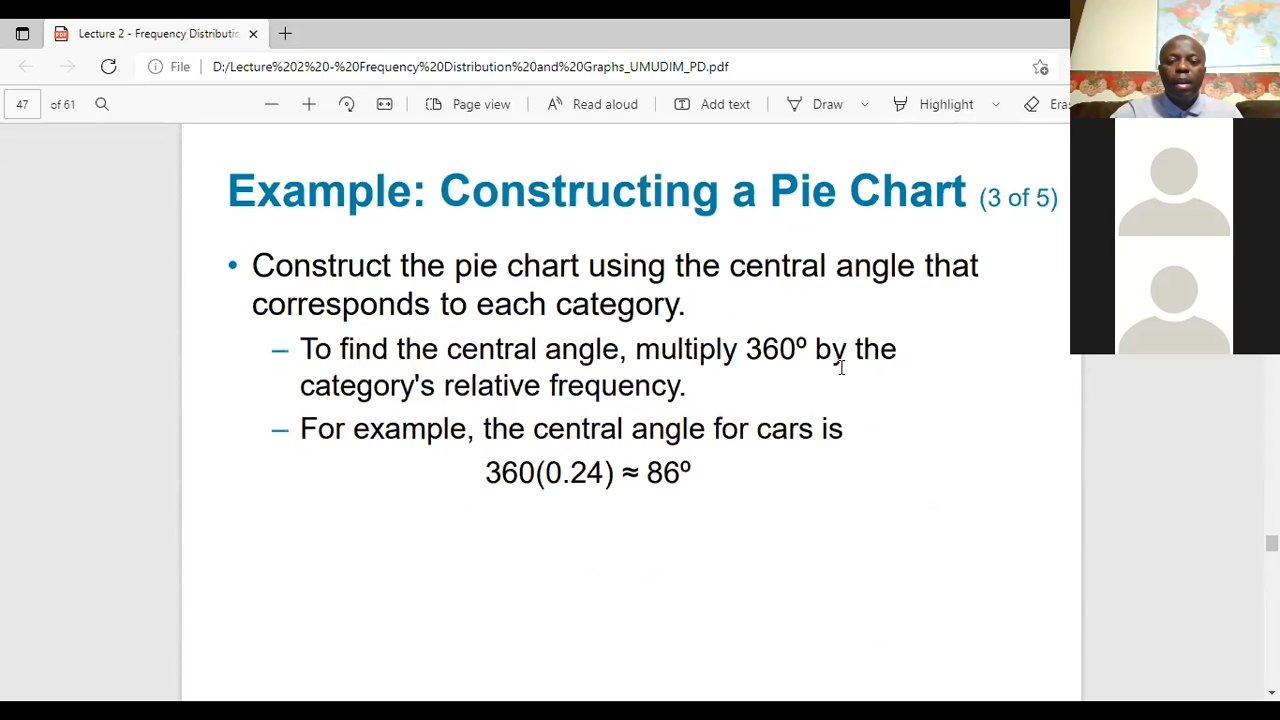 Lecture 2 - Frequency Distributic
File
D:/Lecture%202%20-%20Frequency%20Distribution%20and%20Graphs_UMUDIM_PD.pdf
47 of 61
Page view
Read aloud
Add text
Draw
Highlight
Era
Example: Constructing a Pie Chart (3 of 5)
• Construct the pie chart using the central angle that
corresponds to each category.
– To find the central angle, multiply 360º by the
category's relative frequency.
– For example, the central angle for cars is
360(0.24) ≈ 86º